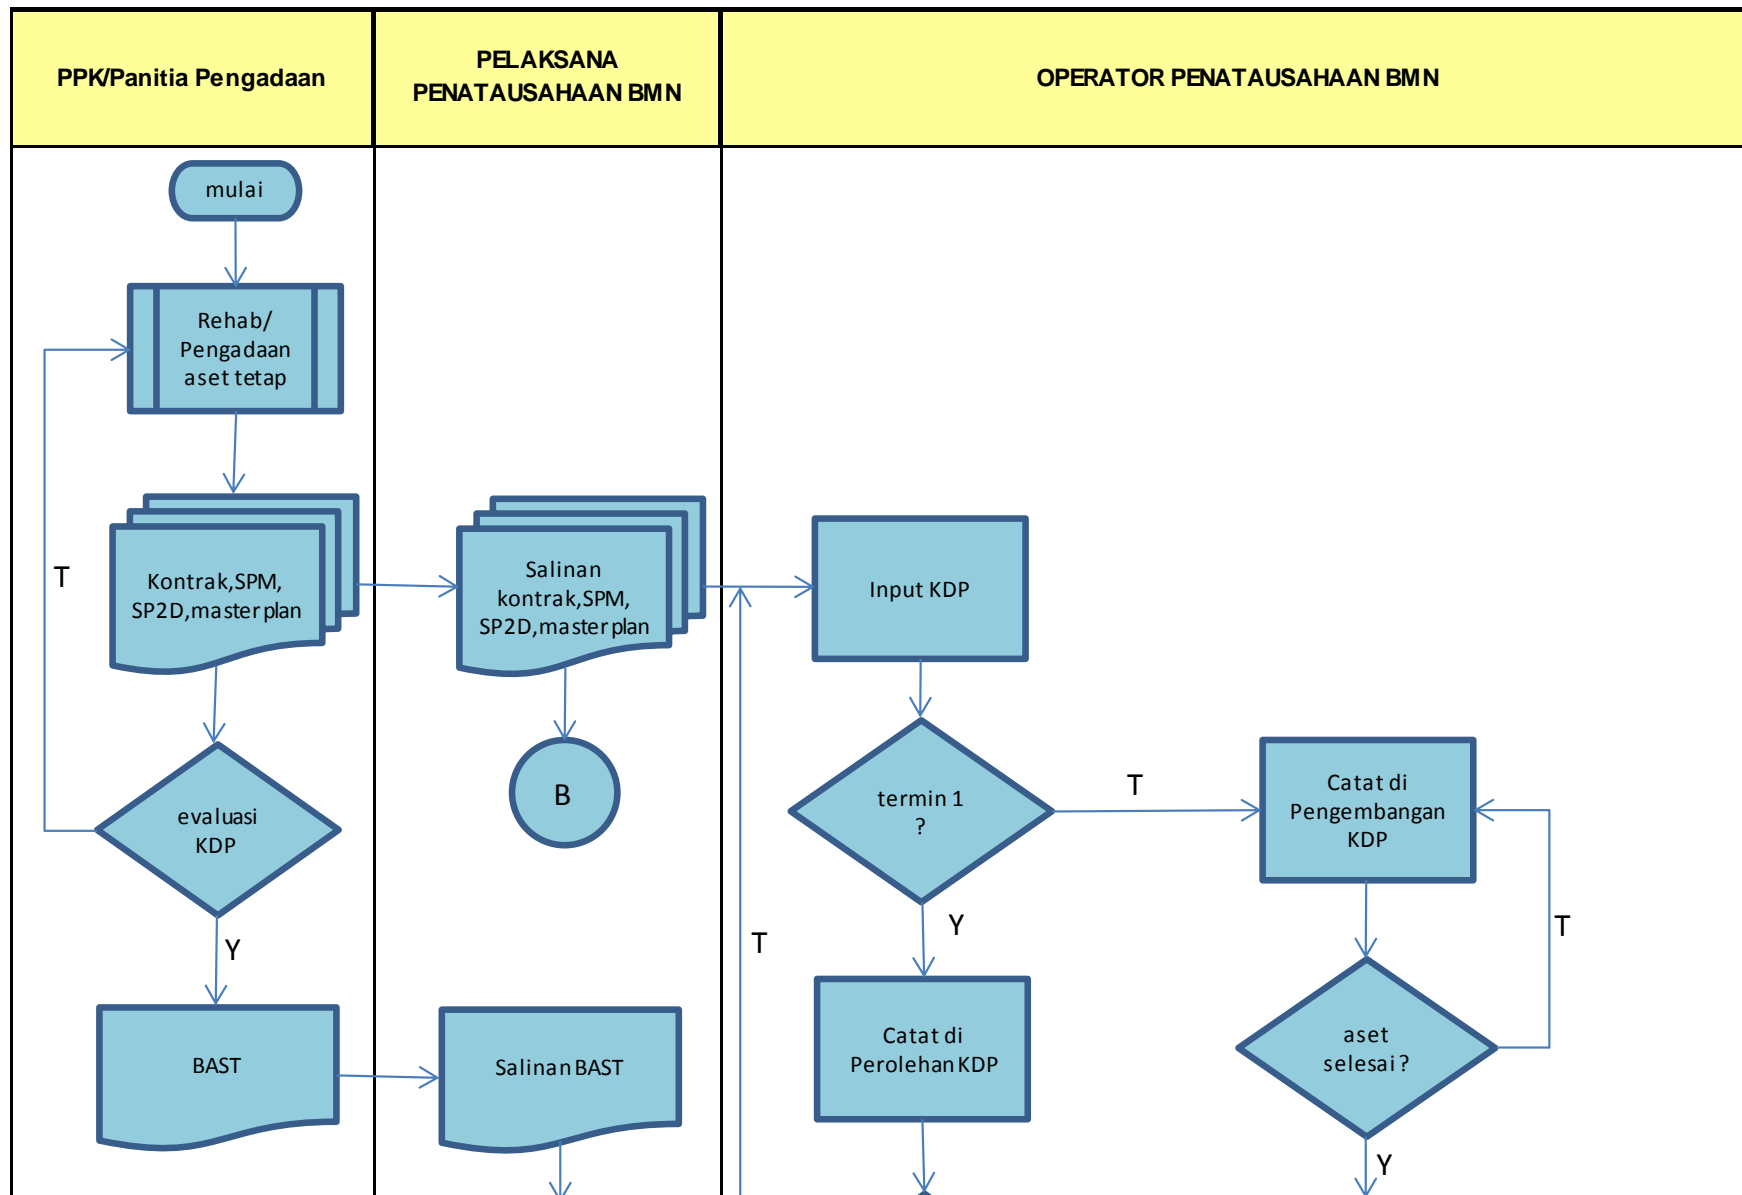 PPK/Panitia Pengadaan
PELAKSANA
PENATAUSAHAAN BMN
OPERATOR PENATAUSAHAAN BMN
mulai
Rehab/
Pengadaan
aset tetap
T
Kontrak,SPM,
SP2D,master plan
Salinan
kontrak,SPM,
SP2D,master plan
Input KDP
evaluasi
KDP
B
termin 1
?
T
Catat di
Pengembangan
KDP
Y
T
Y
T
BAST
Salinan BAST
Catat di
Perolehan KDP
aset
selesai ?
Y